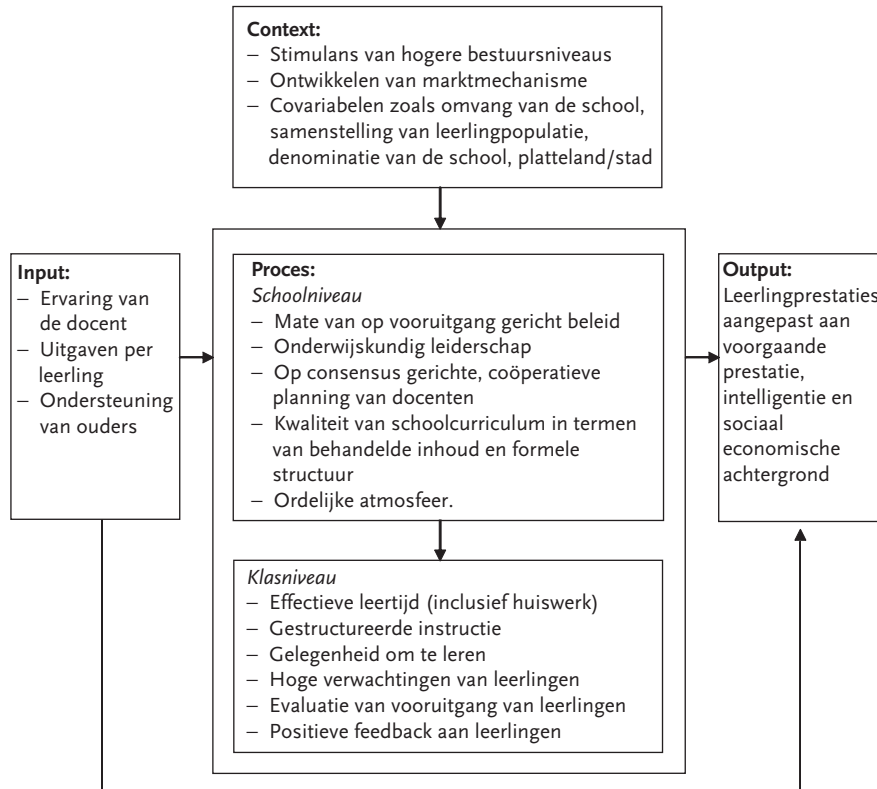 Context:
– Stimulans van hogere bestuursniveaus
– Ontwikkelen van marktmechanisme
– Covariabelen zoals omvang van de school,
samenstelling van leerlingpopulatie,
denominatie van de school, platteland/stad
Input:
– Ervaring van
de docent
– Uitgaven per
leerling
– Ondersteuning
van ouders
Proces:
Schoolniveau
– Mate van op vooruitgang gericht beleid
– Onderwijskundig leiderschap
– Op consensus gerichte, coöperatieve
planning van docenten
– Kwaliteit van schoolcurriculum in termen
van behandelde inhoud en formele
structuur
– Ordelijke atmosfeer.
Klasniveau
– Effectieve leertijd (inclusief huiswerk)
– Gestructureerde instructie
– Gelegenheid om te leren
– Hoge verwachtingen van leerlingen
– Evaluatie van vooruitgang van leerlingen
– Positieve feedback aan leerlingen
Output:
Leerlingprestaties
aangepast aan
voorgaande
prestatie,
intelligentie en
sociaal
economische
achtergrond